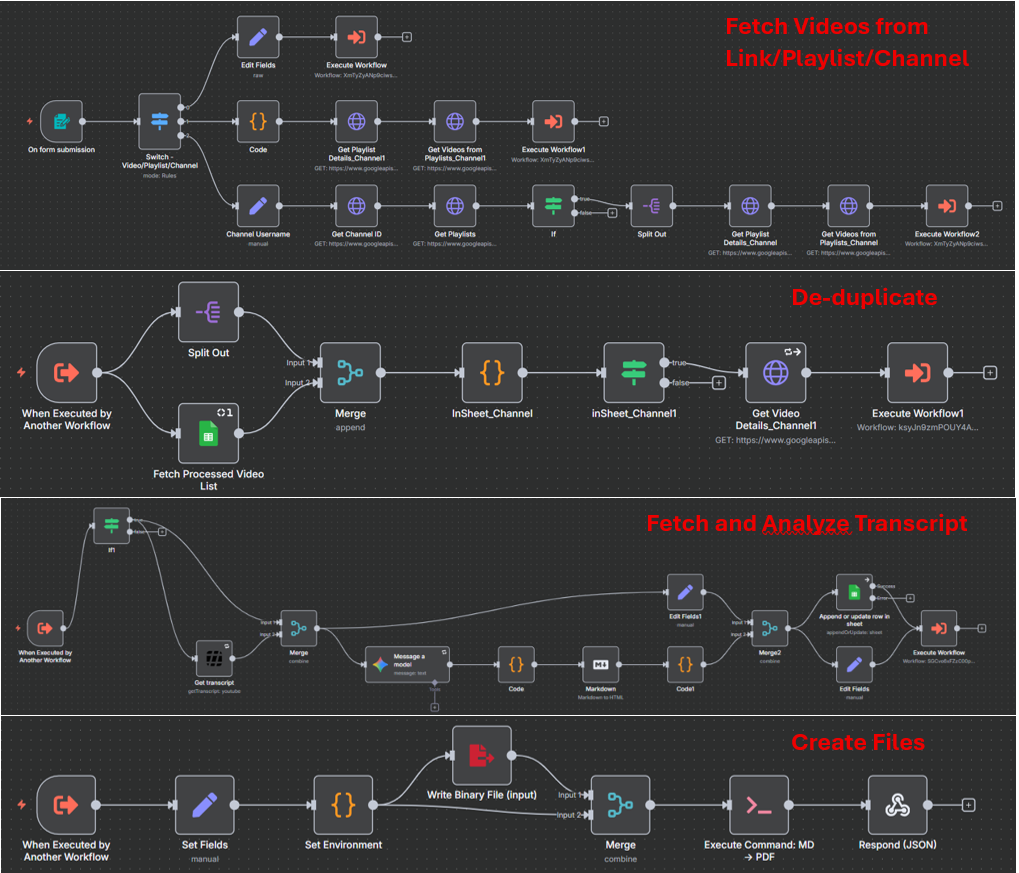 Fetch Videos from
Link/Playlist/Channel
Edit Fields
raw
Execute Workflow
Workflow: XmTyZyANp9ciws...
On form submission
Switch -
Video/Playlist/Channel
mode: Rules
0
1
2
Code
Get Playlist
Details_Channel1
GET: https://www.googleapis...
Get Videos from
Playlists_Channel1
GET: https://www.googleapis...
Execute Workflow1
Workflow: XmTyZyANp9ciws...
Channel Username
manual
Get Channel ID
GET: https://www.googleapis...
Get Playlists
GET: https://www.googleapis...
true
false
If
Split Out
Get Playlist
Details_Channel
GET: https://www.googleapis...
Get Videos from
Playlists_Channel
GET: https://www.googleapis...
Execute Workflow2
Workflow: XmTyZyANp9ciws...
De-duplicate
When Executed by
Another Workflow
Split Out
1
Fetch Processed Video
List
Input 1
Input 2
Merge
append
InSheet_Channel
true
false
inSheet_Channel1
Get Video
Details_Channel1
GET: https://www.googleapis...
Execute Workflow1
Workflow: ksyJn9zmPOUY4A...
Fetch and Analyze Transcript
true
false
If1
When Executed by
Another Workflow
Get transcript
getTranscript: youtube
Input 1
Input 2
Merge
combine
Message a
model
message: text
Code
Markdown
Markdown to HTML
Edit Fields1
manual
Code1
Input 1
Input 2
Merge2
combine
Success
Error
Append or update row in
sheet
appendOrUpdate: sheet
Edit Fields
manual
Execute Workflow
Create Files
When Executed by
Another Workflow
Set Fields
manual
Set Environment
Write Binary File (input)
Input 1
Input 2
Merge
combine
Execute Command: MD
→ PDF
Respond (JSON)